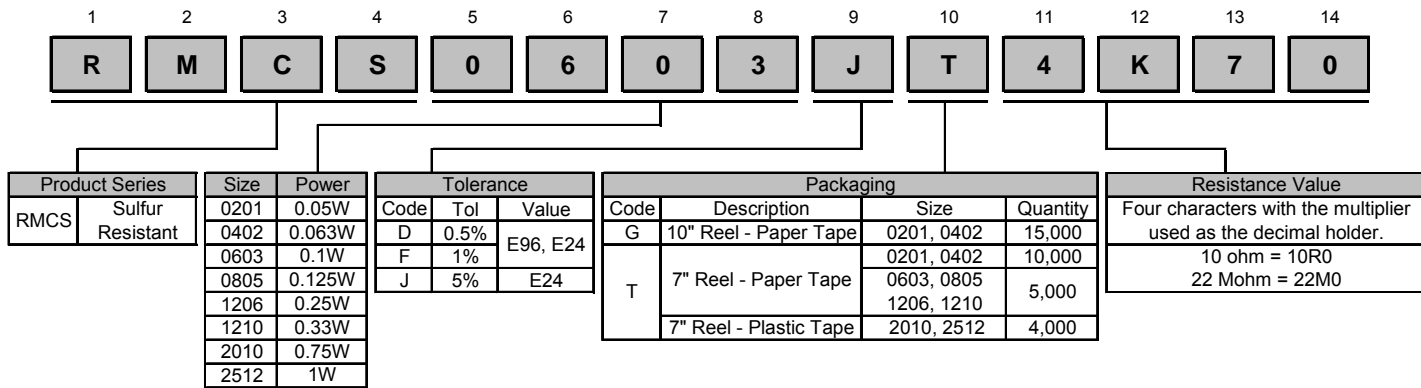 1 2 3 4 5 6 7 8 9 10 11 12 13 14
R M C S 0 6 0 3 J T 4 K 7 0
Product Series
RMCS Sulfur Resistant
Size Power
0201 0.05W
0402 0.063W
0603 0.1W
0805 0.125W
1206 0.25W
1210 0.33W
2010 0.75W
2512 1W
Tolerance
Code Tol Value
D 0.5% E96, E24
F 1%
J 5% E24
Packaging
Code Description Size Quantity
G 10" Reel - Paper Tape 0201, 0402 15,000
T 7" Reel - Paper Tape 0201, 0402 10,000
0603, 0805
1206, 1210 5,000
7" Reel - Plastic Tape 2010, 2512 4,000
Resistance Value
Four characters with the multiplier
used as the decimal holder.
10 ohm = 10R0
22 Mohm = 22M0